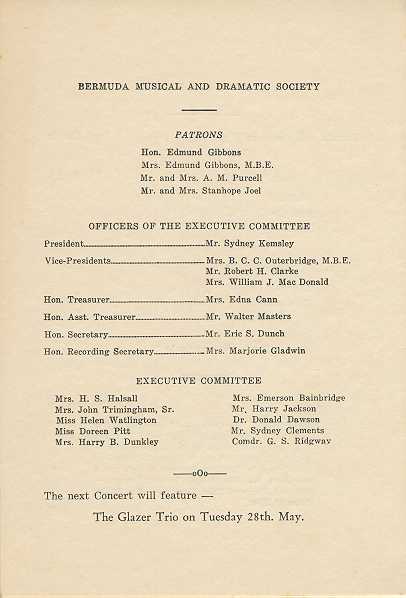 BERMUDA MUSICAL AND DRAMATIC SOCIETY
PATRONS
Hon. Edmund Gibbons
Mrs. Edmund Gibbons, M.B.E.
Mr. and Mrs. A. M. Purcell
Mr. and Mrs. Stanhope Joel
OFFICERS OF THE EXECUTIVE COMMITTEE
President Mr. Sydney Kemsley
Vice-Presidents Mrs. B. C. C. Outerbridge, M.B.E.
Mr. Robert H. Clarke
Mrs. William J. Mac Donald
Hon. Treasurer Mrs. Edna Cann
Hon. Asst. Treasurer Mr. Walter Masters
Hon. Secretary Mr. Eric S. Dunch
Hon. Recording Secretary Mrs. Marjorie Gladwin
EXECUTIVE COMMITTEE
Mrs. H. S. Halsall
Mrs. John Trimingham, Sr.
Miss Helen Watlington
Miss Doreen Pitt
Mrs. Harry B. Dunkley
Mrs. Emerson Bainbridge
Mr. Harry Jackson
Dr. Donald Dawson
Mr. Sydney Clements
Comdr. G. S. Ridgway
oOo
The next Concert will feature —
The Glazer Trio on Tuesday 28th. May.